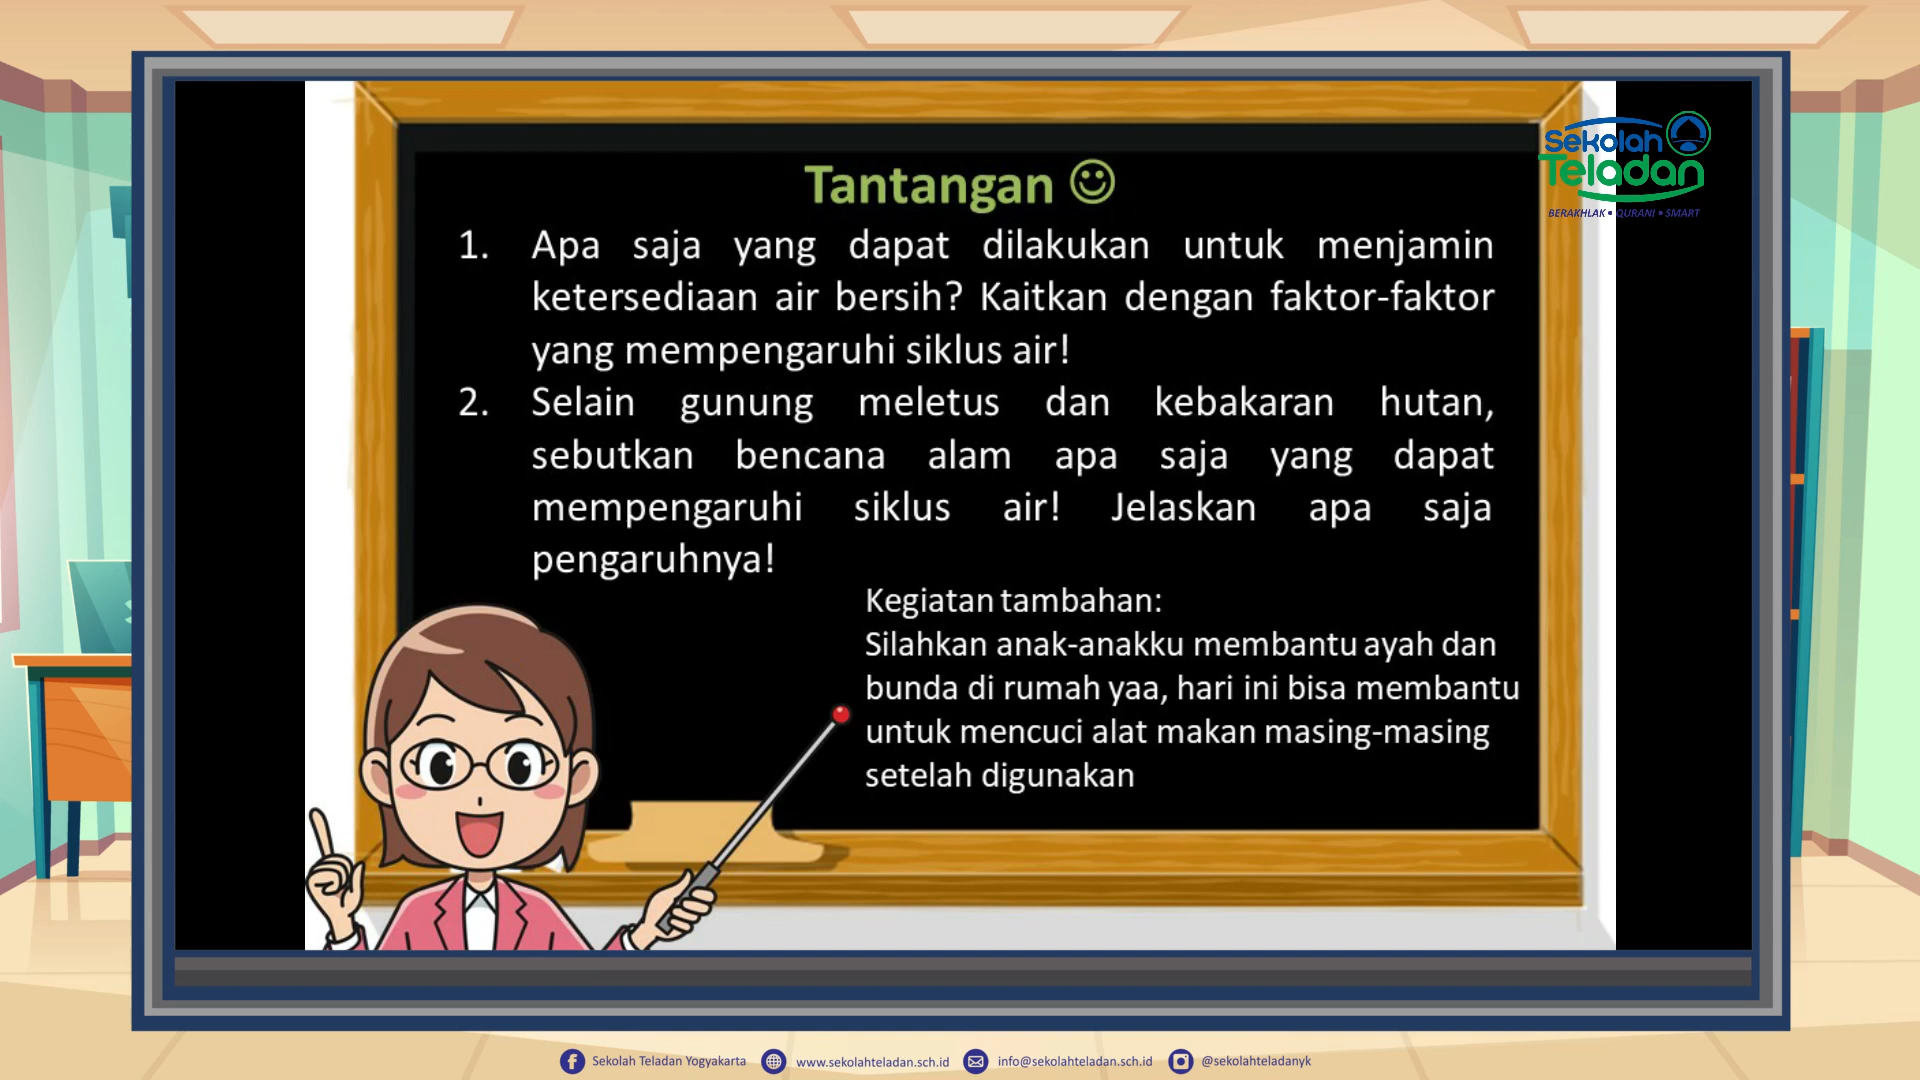 Sekolah
Teladan
BERAKHLAK • QURANI • SMART
Tantangan ☺
1. Apa saja yang dapat dilakukan untuk menjamin
ketersediaan air bersih? Kaitkan dengan faktor-faktor
yang mempengaruhi siklus air!
2. Selain gunung meletus dan kebakaran hutan,
sebutkan bencana alam apa saja yang dapat
mempengaruhi siklus air! Jelaskan apa saja
pengaruhnya!
Kegiatan tambahan:
Silahkan anak-anakku membantu ayah dan
bunda di rumah yaa, hari ini bisa membantu
untuk mencuci alat makan masing-masing
setelah digunakan
Sekolah Teladan Yogyakarta www.sekolahteladan.sch.id info@sekolahteladan.sch.id @sekolahteladanyk